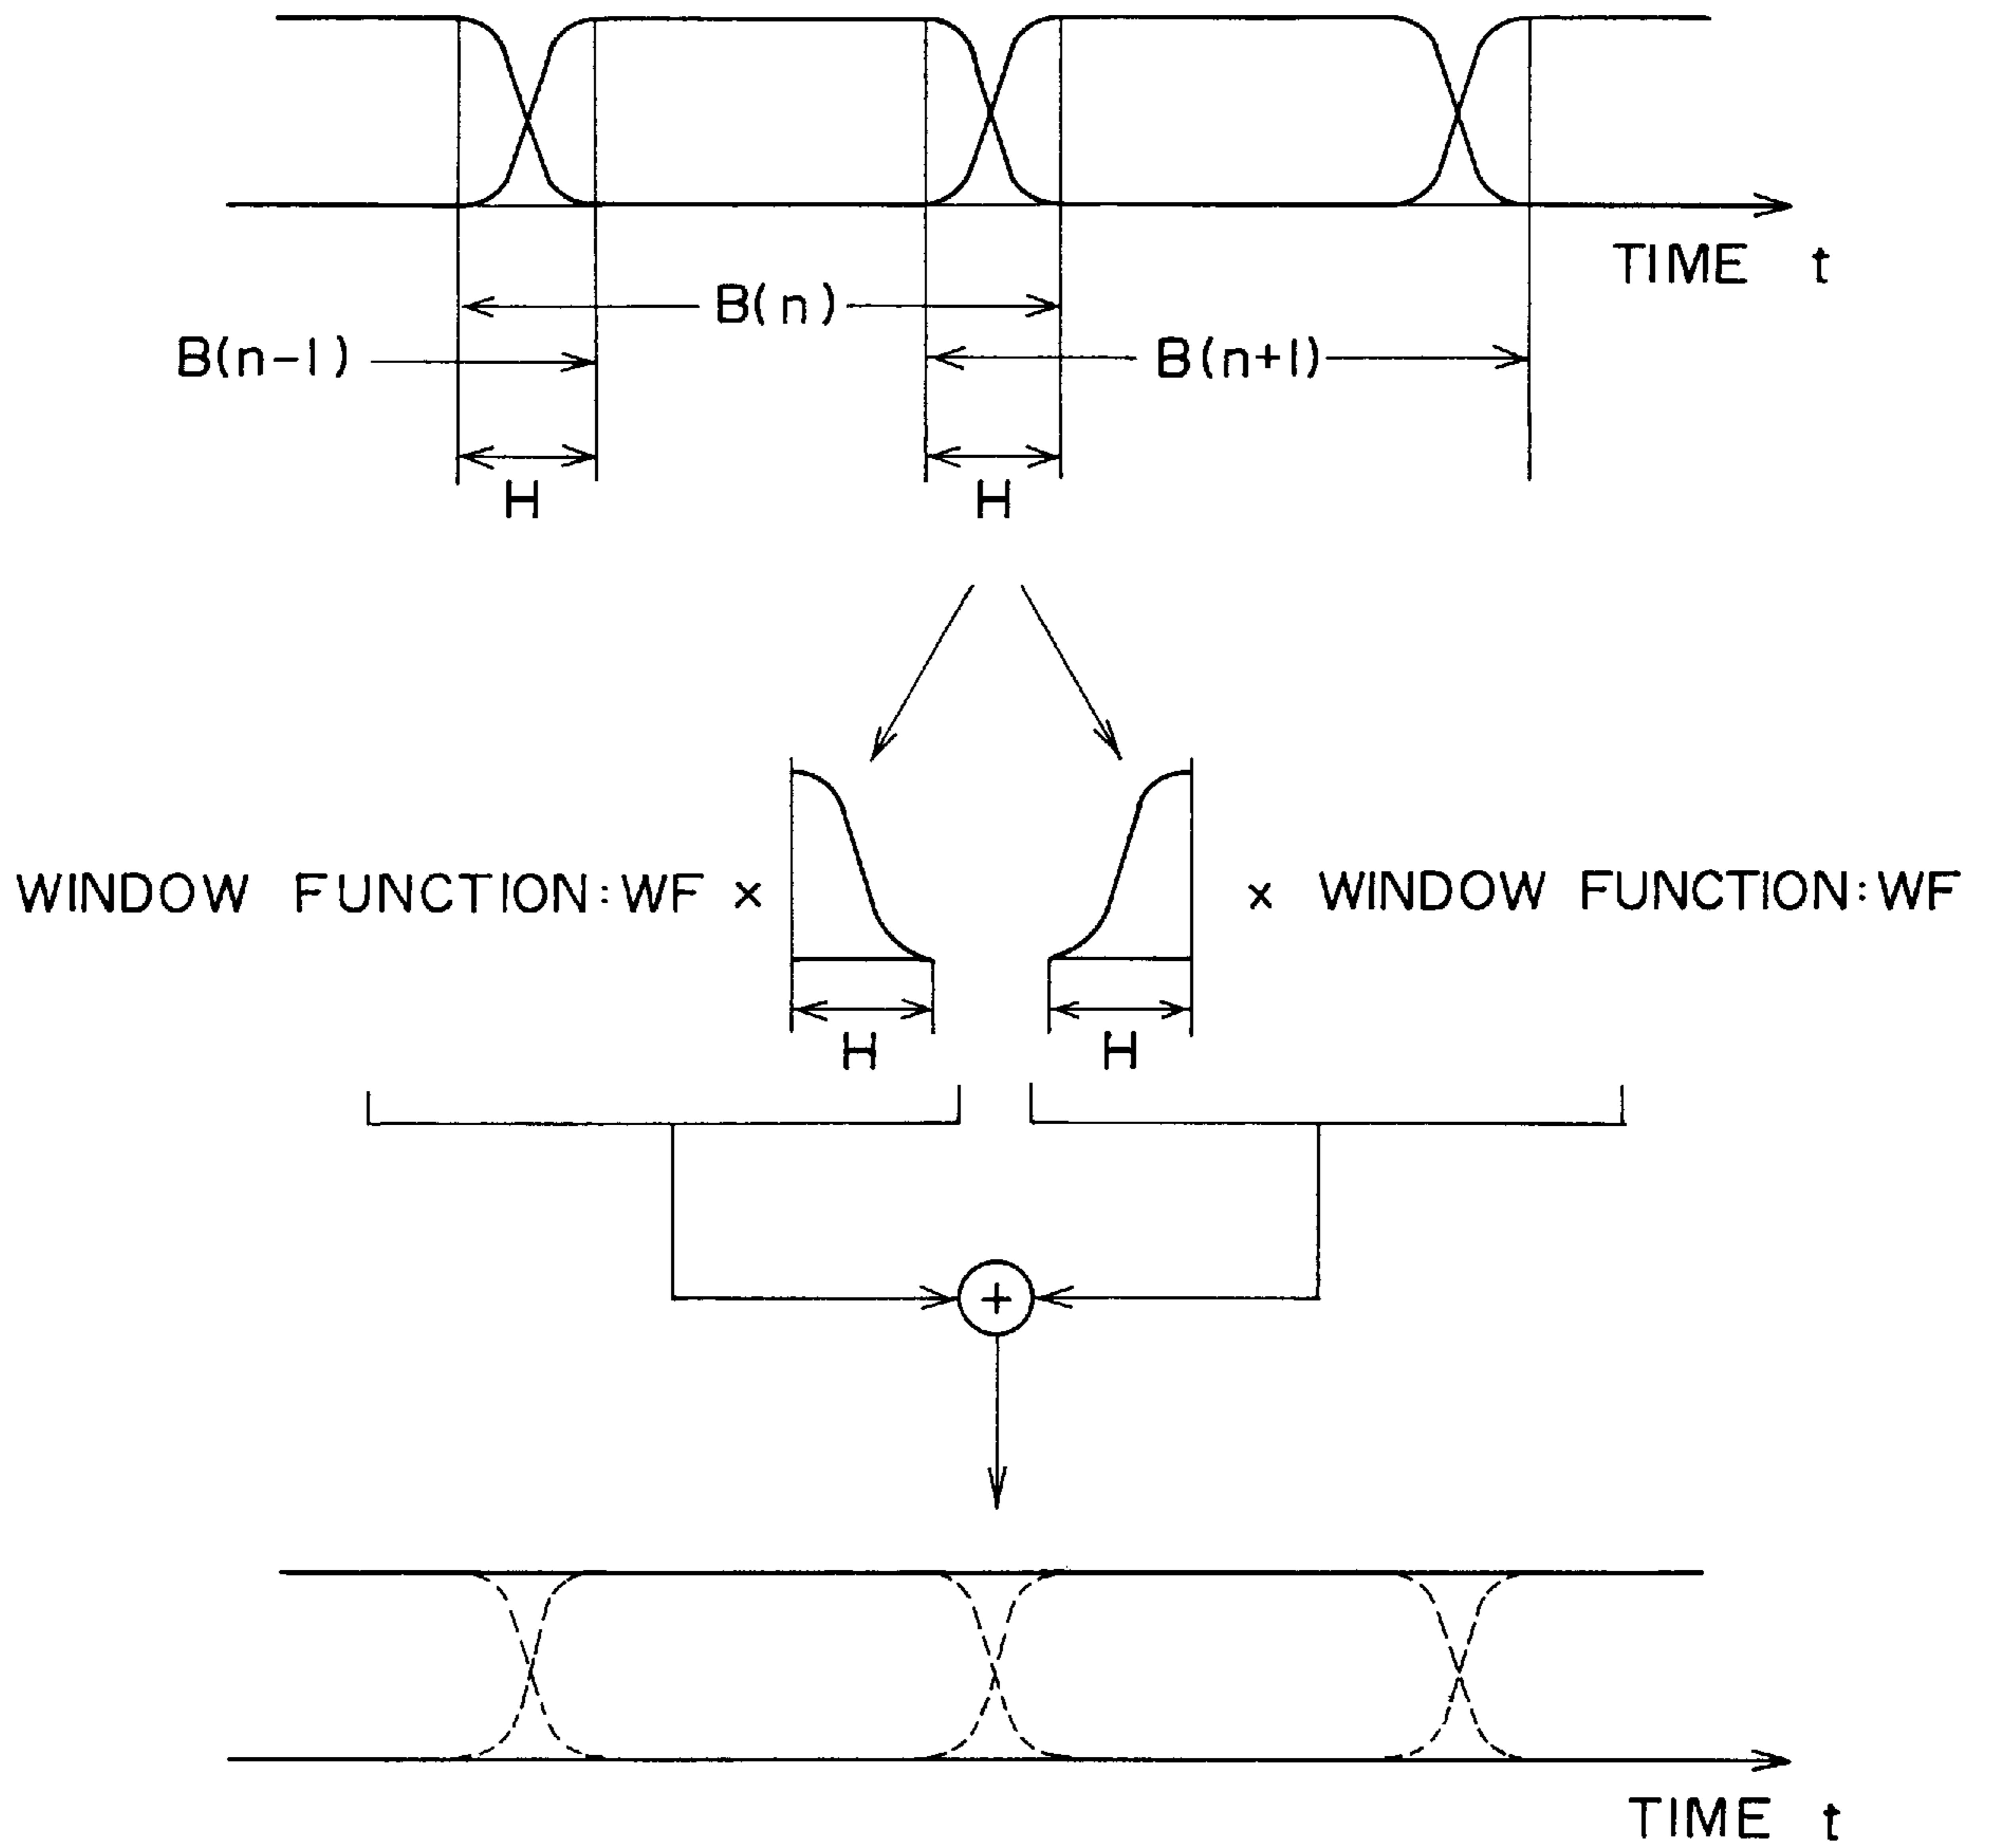 TIME t
B(n)
B(n-1)
B(n+1)
H
H
WINDOW FUNCTION:WF ×
× WINDOW FUNCTION:WF
H
H
+
TIME t